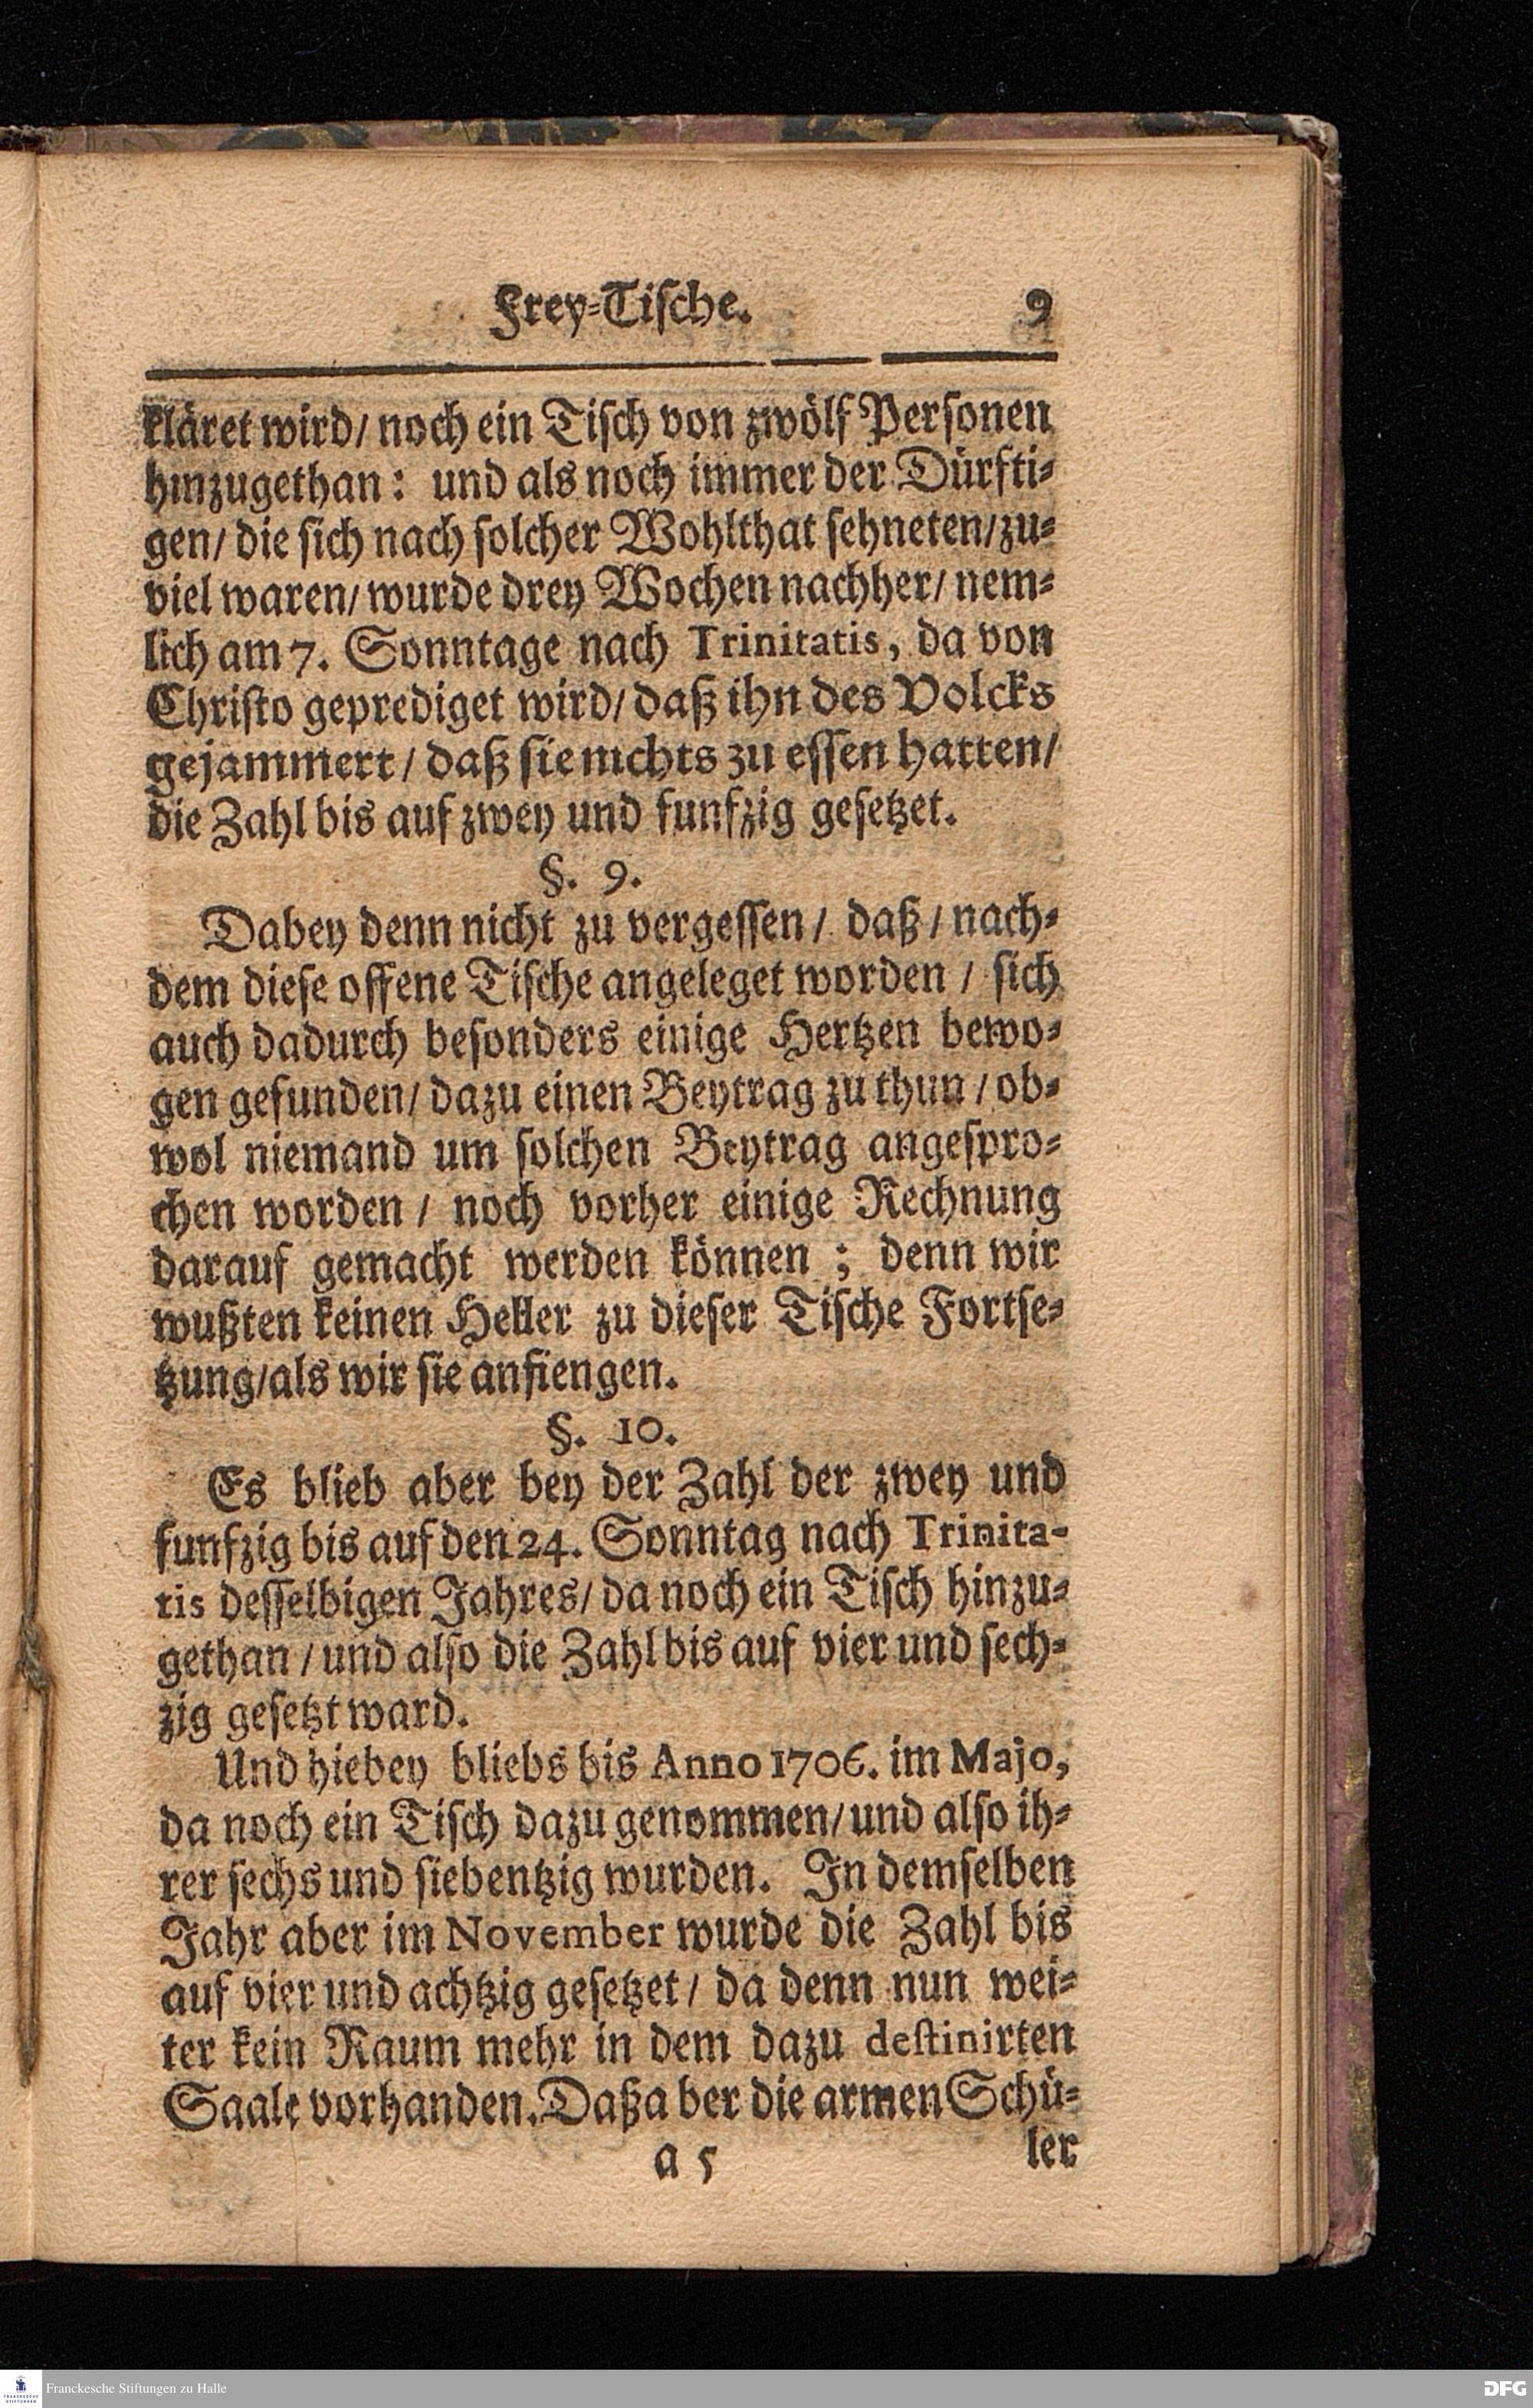 Frey-Tische. 9
kläret wird/ noch ein Tisch von zwölf Personen
hinzugethan: und als noch immer der Dürfti-
gen/ die sich nach solcher Wohlthat sehneten/zu-
viel waren/ wurde drey Wochen nachher/ nem-
lich am 7. Sonntage nach Trinitatis, da von
Christo geprediget wird/ daß ihn des Volcks
gejammert/ daß sie nichts zu essen hatten/
die Zahl bis auf zwey und funfzig gesetzet.
§. 9.
Dabey denn nicht zu vergessen/ daß/ nach-
dem diese offene Tische angeleget worden/ sich
auch dadurch besonders einige Hertzen bewo-
gen gefunden/ dazu einen Beytrag zu thun/ ob-
wol niemand um solchen Beytrag angespro-
chen worden/ noch vorher einige Rechnung
darauf gemacht werden können; denn wir
wußten keinen Heller zu dieser Tische Fortse-
tzung/als wir sie anfiengen.
§. 10.
Es blieb aber bey der Zahl der zwey und
funfzig bis auf den 24. Sonntag nach Trinita-
tis desselbigen Jahres/ da noch ein Tisch hinzu-
gethan/ und also die Zahl bis auf vier und sech-
zig gesetzt ward.
Und hiebey bliebs bis Anno 1706. im Majo,
da noch ein Tisch dazu genommen/und also ih-
rer sechs und siebentzig wurden. In demselben
Jahr aber im November wurde die Zahl bis
auf vier und achtzig gesetzet/ da denn nun wei-
ter kein Raum mehr in dem dazu destinirten
Saale vorhanden. Daßa ber die armen Schü-
a 5 ler
FRANCKESCHE STIFTUNGEN
Franckesche Stiftungen zu Halle
DFG